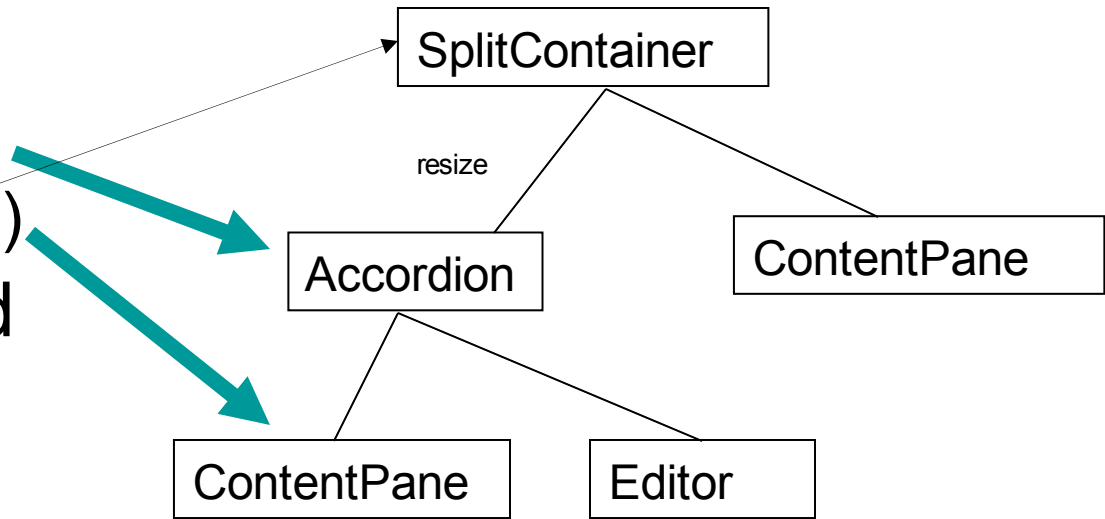 SplitContainer
resize
)
ContentPane
Accordion
d
ContentPane
Editor